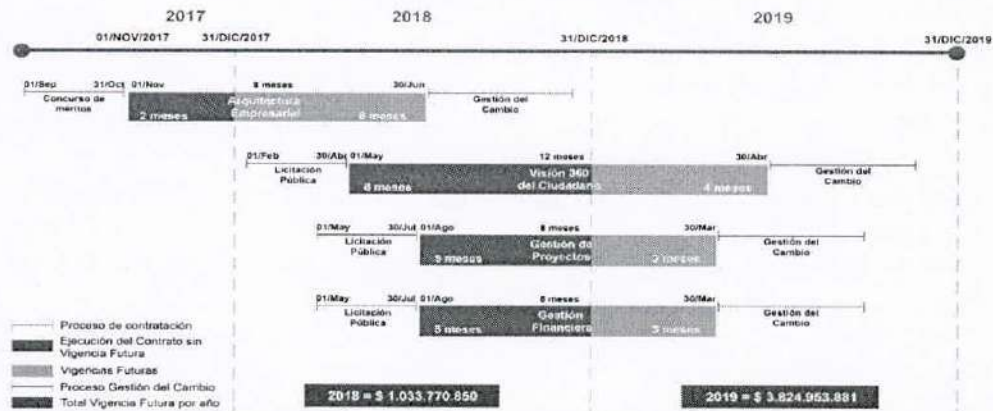 2017 2018 2019
01/NOV/2017 31/DIC/2017 31/DIC/2018 31/DIC/2019
01/Sep 31/Oct 01/Nov 8 meses 30/Jun
Concurso de méritos
Arquitectura Empresarial
2 meses 6 meses
Gestión del Cambio
01/Feb 30/Abr 01/May 12 meses 30/Abr
Licitación Pública
Visión 360 del Ciudadano
8 meses 4 meses
Gestión del Cambio
01/May 30/Jul 01/Ago 8 meses 30/Mar
Licitación Pública
Gestión de Proyectos
meses meses
Gestión del Cambio
01/May 30/Jul 01/Ago meses 30/Mar
Licitación Pública
Gestión Financiera
5 meses 3 meses
Gestión del Cambio
Proceso de contratación
Ejecución del Contrato sin
Vigencia Futura
Vigencias Futuras
Proceso Gestión del Cambio
Total Vigencia Futura por año
2018 = $ 1.033.770.850 2019 = $ 3.824.953.881